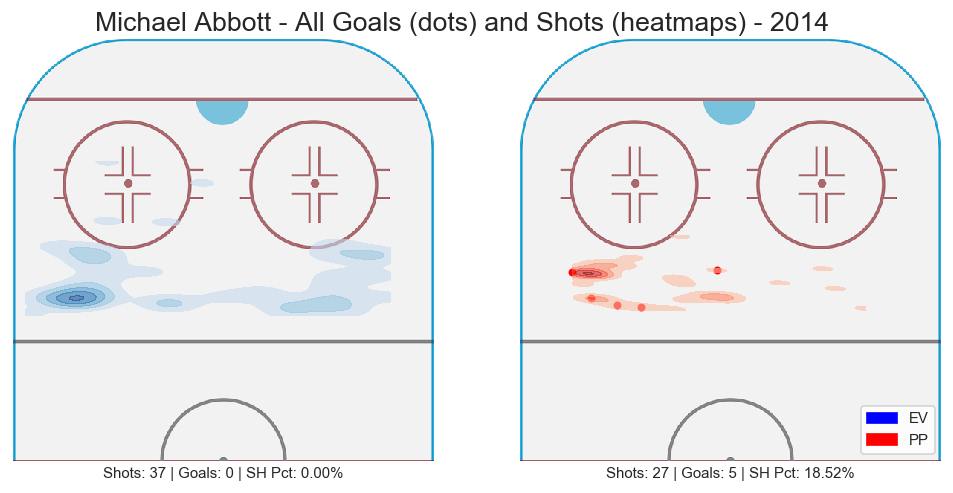 Michael Abbott - All Goals (dots) and Shots (heatmaps) - 2014
EV
PP
Shots: 37 | Goals: 0 | SH Pct: 0.00%
Shots: 27 | Goals: 5 | SH Pct: 18.52%